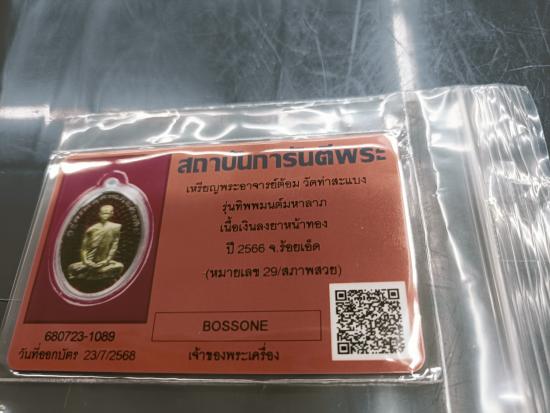 สถาบันการันตีพระ
เหรียญพระอาจารย์ต้อม วัดท่าสะแบง
รุ่นทิพพมนต์มหาลาภ
เนื้อเงินลงยาหน้าทอง
ปี 2566 จ.ร้อยเอ็ด
(หมายเลข 29/สภาพสวย)
BOSSONE
เจ้าของพระเครื่อง
680723-1089
วันที่ออกบัตร 23/7/2568